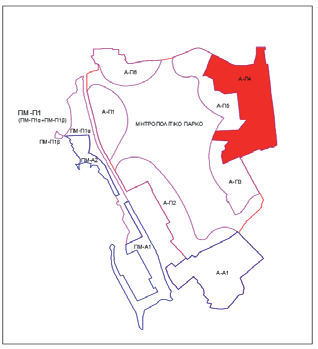 Α-Π6
Α-Π4
ΠΜ-Π1
(ΠΜ-Π1α+ΠΜ-Π1β)
Α-Π1
Α-Π5
ΜΗΤΡΟΠΟΛΙΤΙΚΟ ΠΑΡΚΟ
ΠΜ-Π1α
ΠΜ-Π1β
ΠΜ-Α2
Α-Π3
Α-Π2
ΠΜ-Α1
Α-Α1